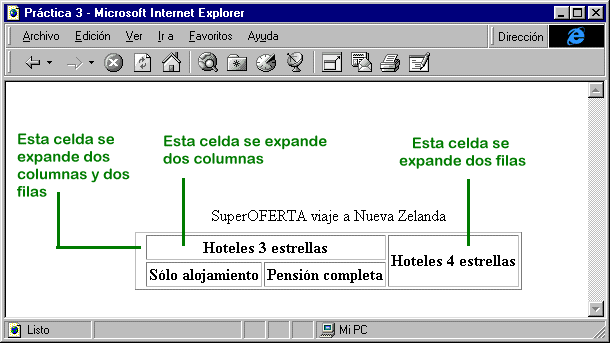 Práctica 3 - Microsoft Internet Explorer
Archivo Edición Ver Ir a Favoritos Ayuda Dirección
Esta celda se
expande dos
columnas y dos
filas
Esta celda se expande
dos columnas
Esta celda se
expande dos filas
SuperOFERTA viaje a Nueva Zelanda
Hoteles 3 estrellas
Hoteles 4 estrellas
Sólo alojamiento Pensión completa
Listo Mi PC